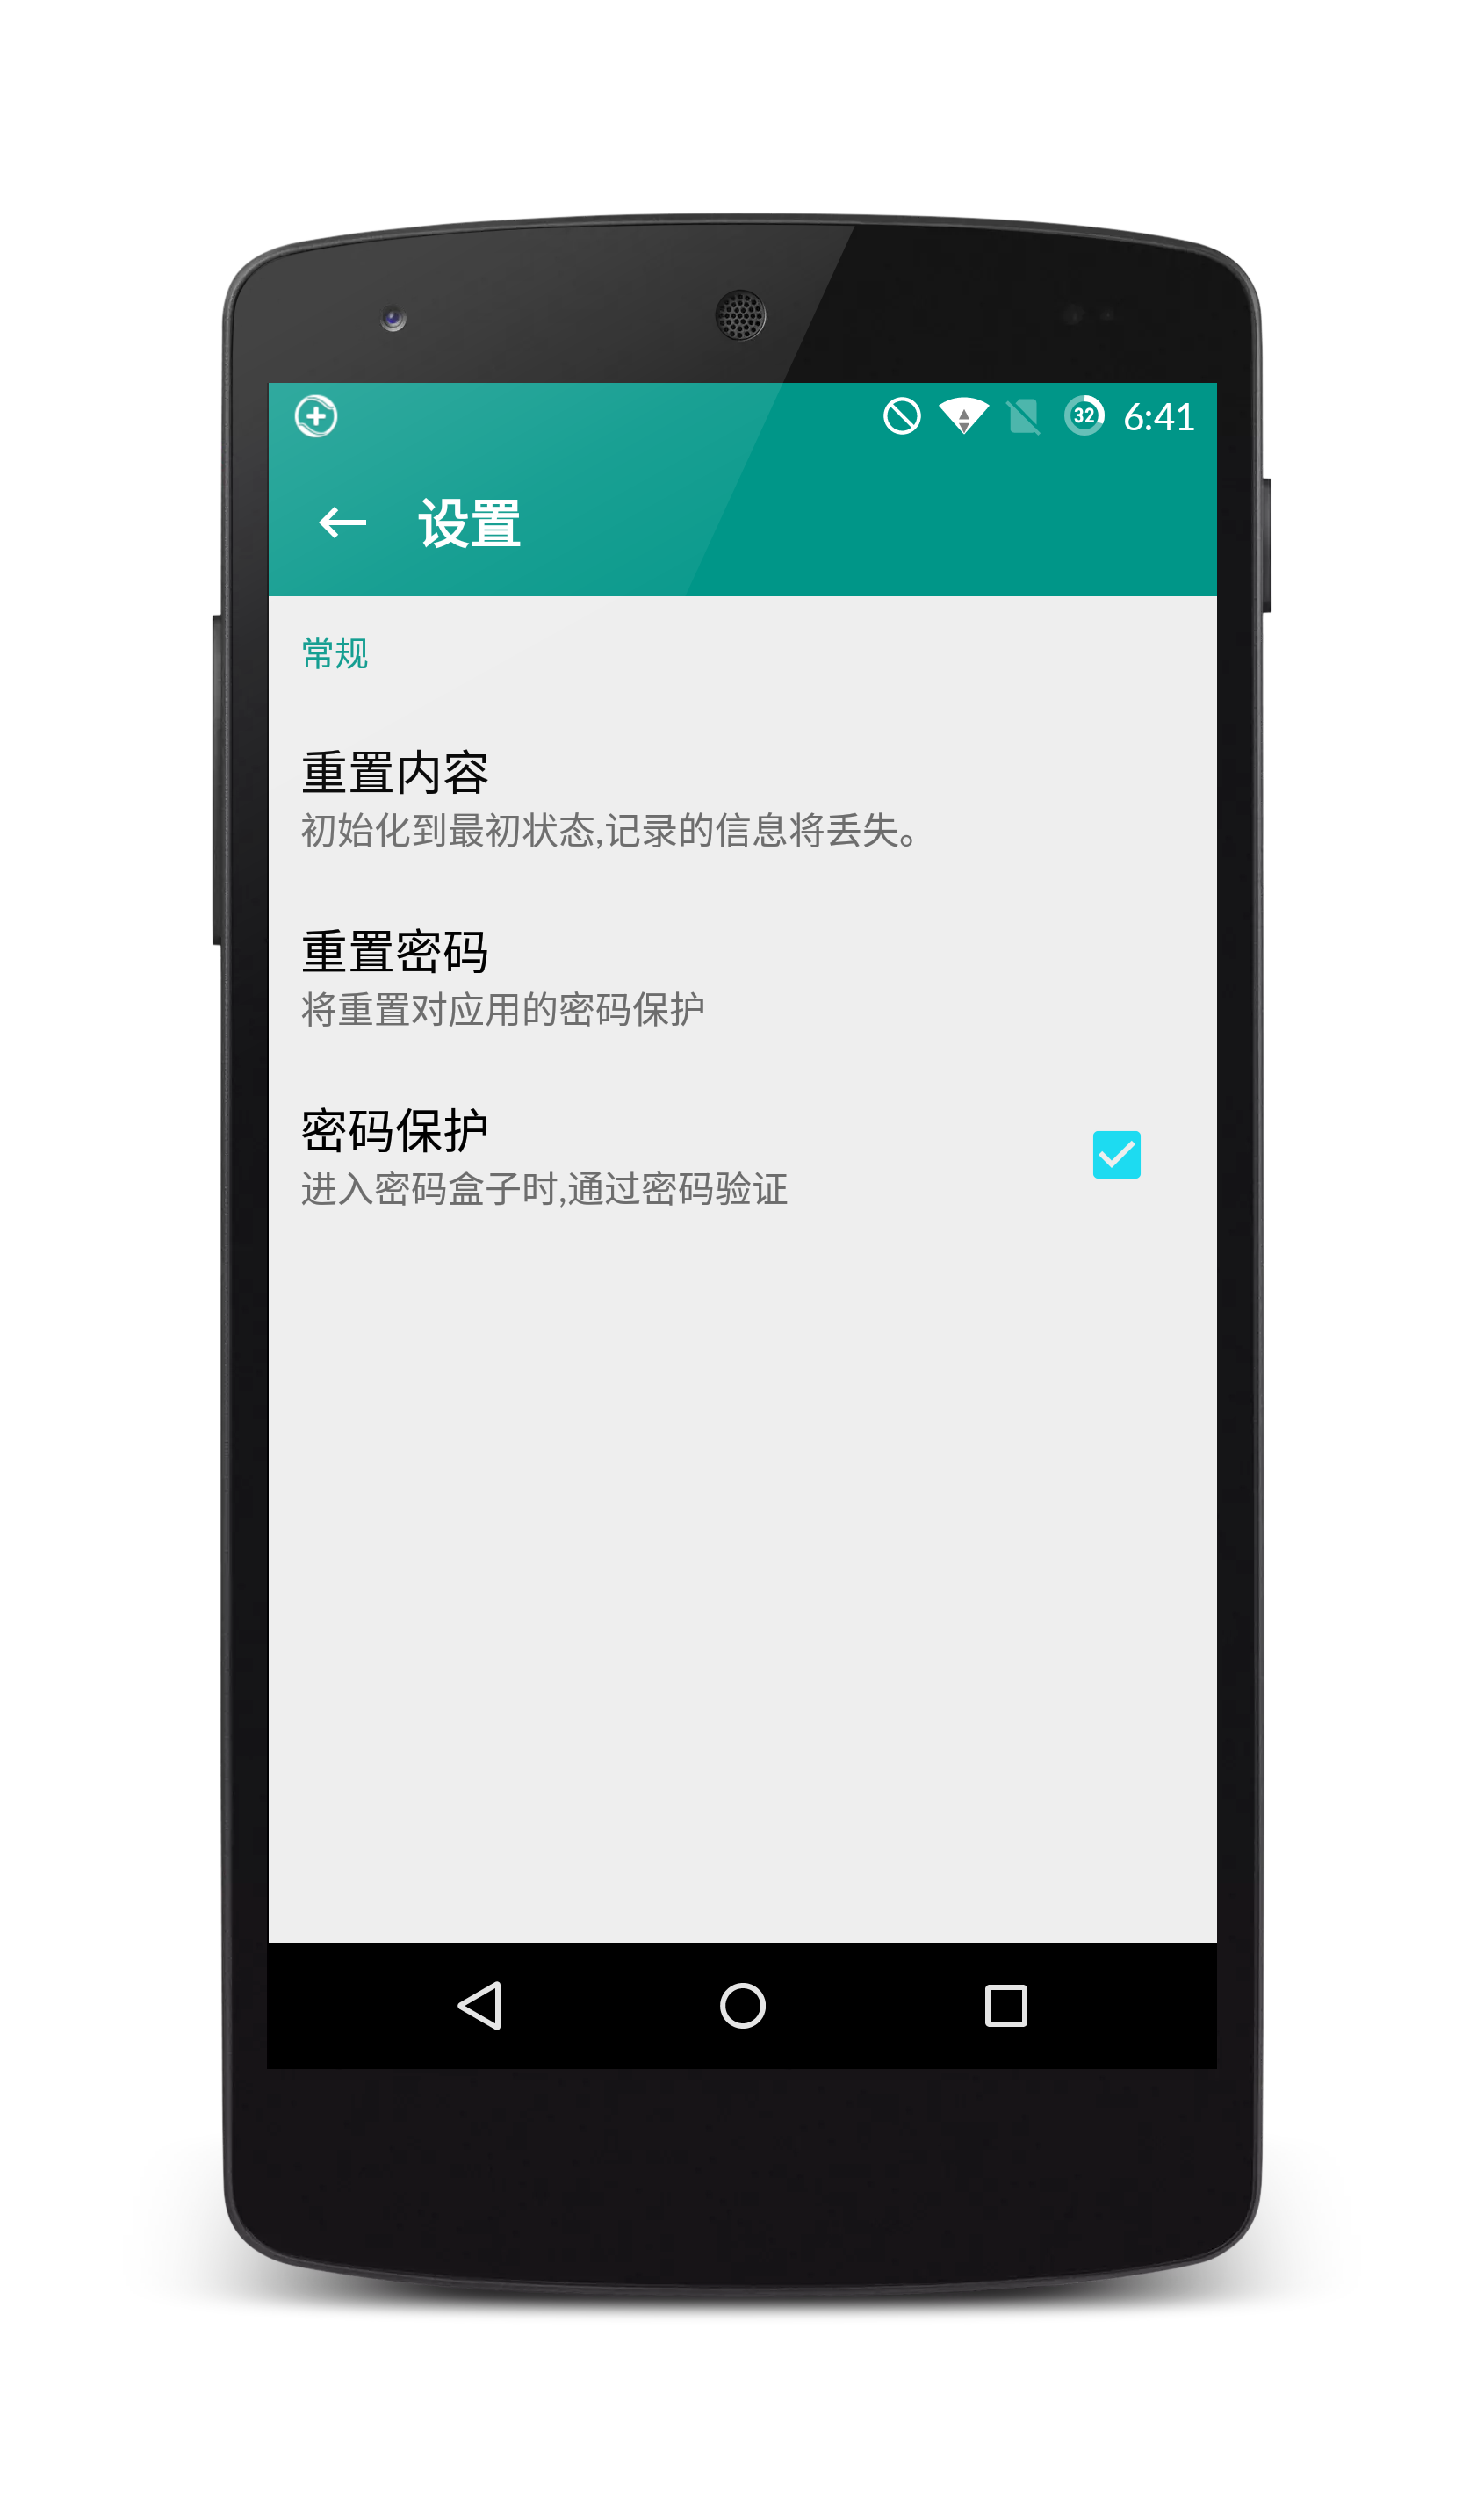 32 6:41
设置
常规
重置内容
初始化到最初状态,记录的信息将丢失。
重置密码
将重置对应用的密码保护
密码保护
进入密码盒子时,通过密码验证